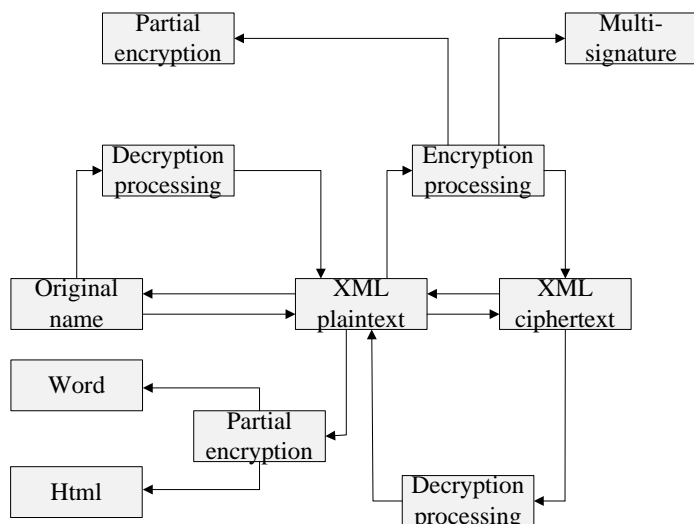 Partial
encryption
Multi-
signature
Decryption
processing
Encryption
processing
Original
name
XML
plaintext
XML
ciphertext
Word
Partial
encryption
Html
Decryption
processing